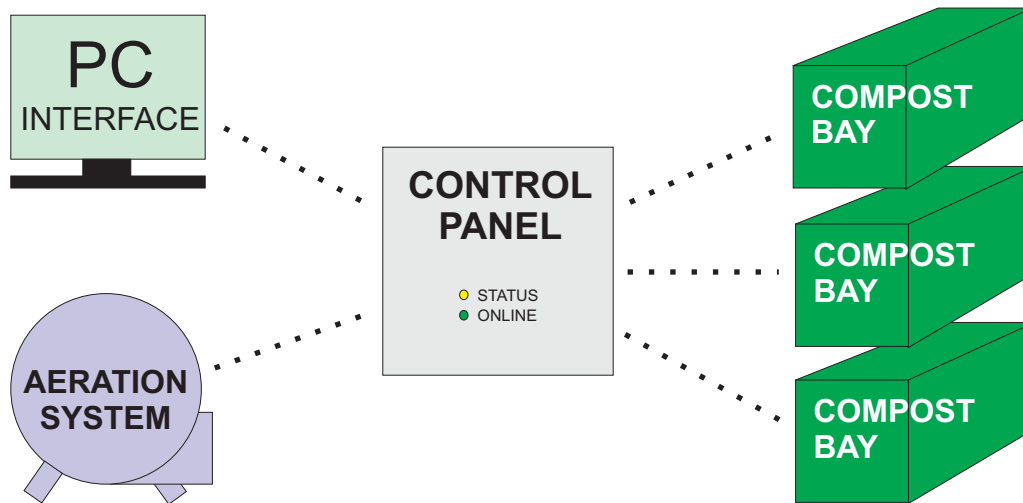 PC
INTERFACE
CONTROL
PANEL
STATUS
ONLINE
AERATION
SYSTEM
COMPOST
BAY
COMPOST
BAY
COMPOST
BAY